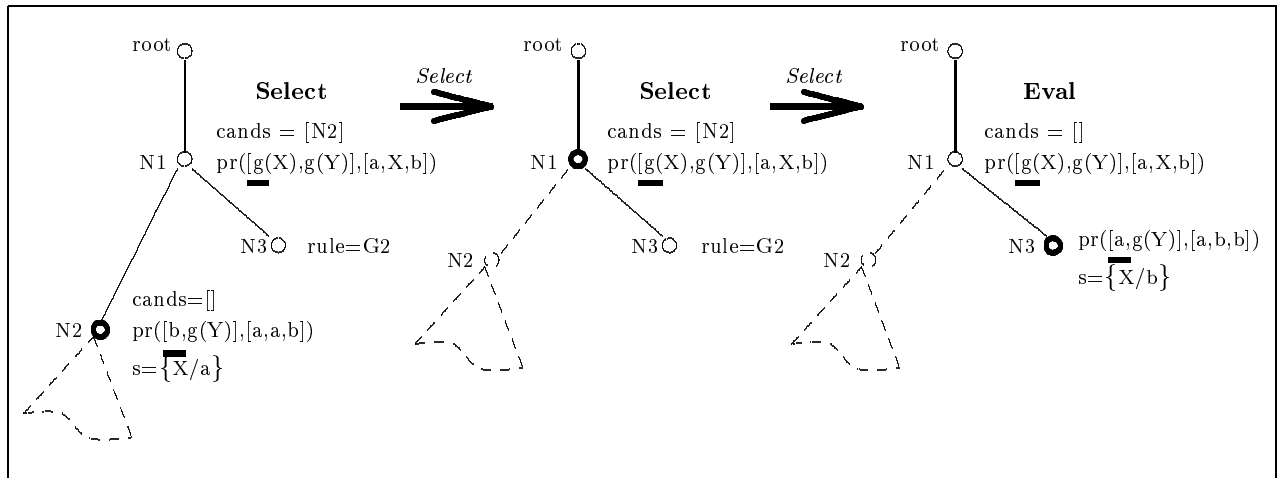 root
Select
cands = [N2]
N1
pr([g(X),g(Y)],[a,X,b])
N3
rule=G2
cands=[]
N2
pr([b,g(Y)],[a,a,b])
s={X/a}
Select
root
Select
cands = [N2]
N1
pr([g(X),g(Y)],[a,X,b])
N3
rule=G2
N2
Select
root
Eval
cands = []
N1
pr([g(X),g(Y)],[a,X,b])
N3
pr([a,g(Y)],[a,b,b])
s={X/b}
N2